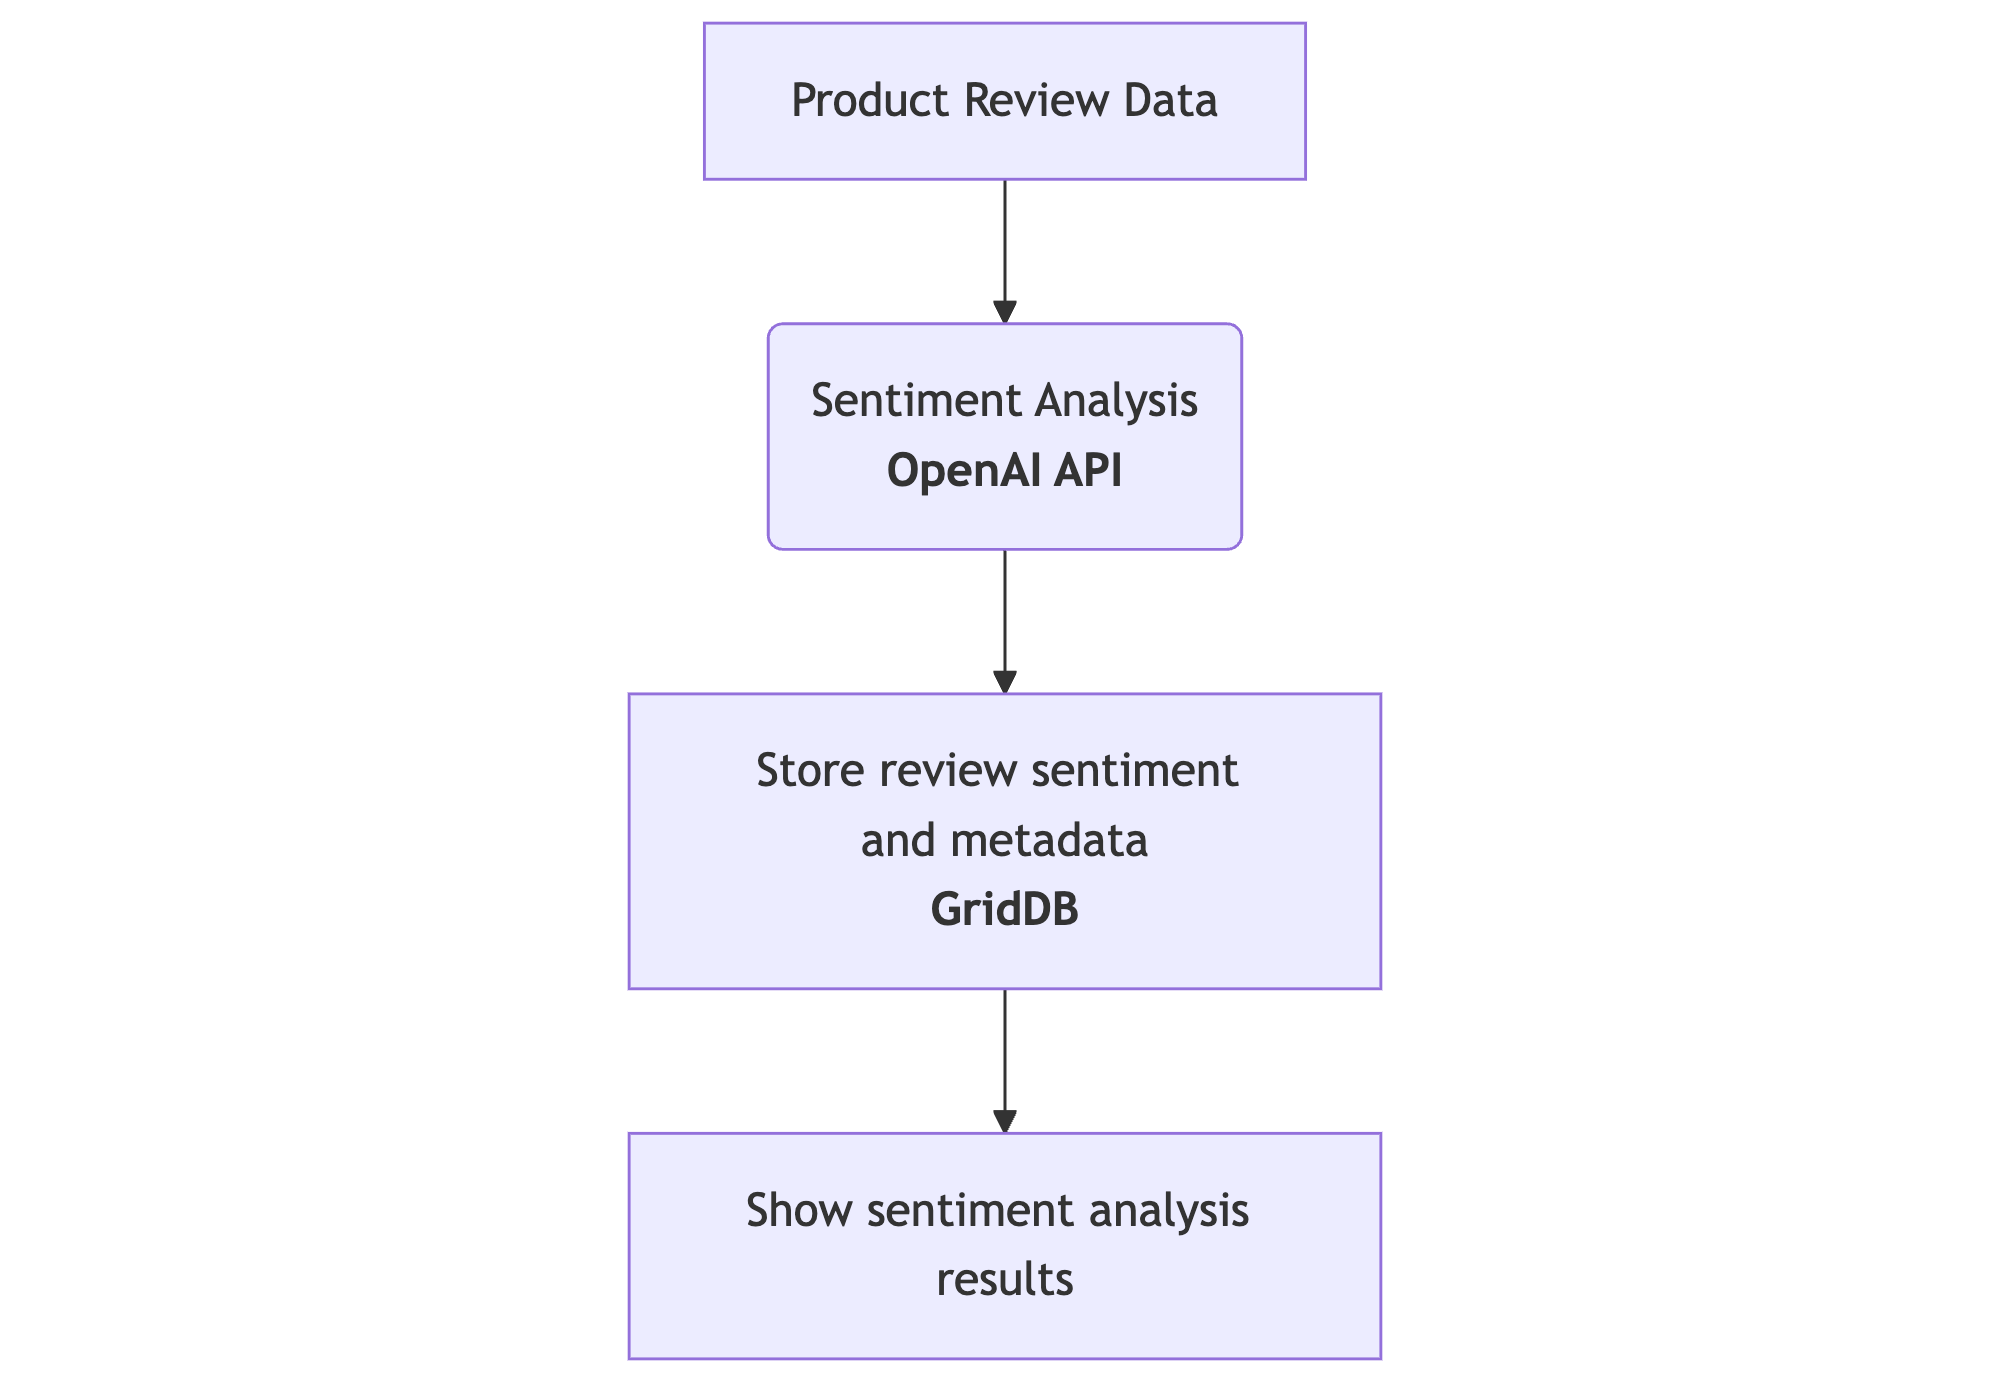 Product Review Data
Sentiment Analysis
OpenAI API
Store review sentiment
and metadata
GridDB
Show sentiment analysis
results